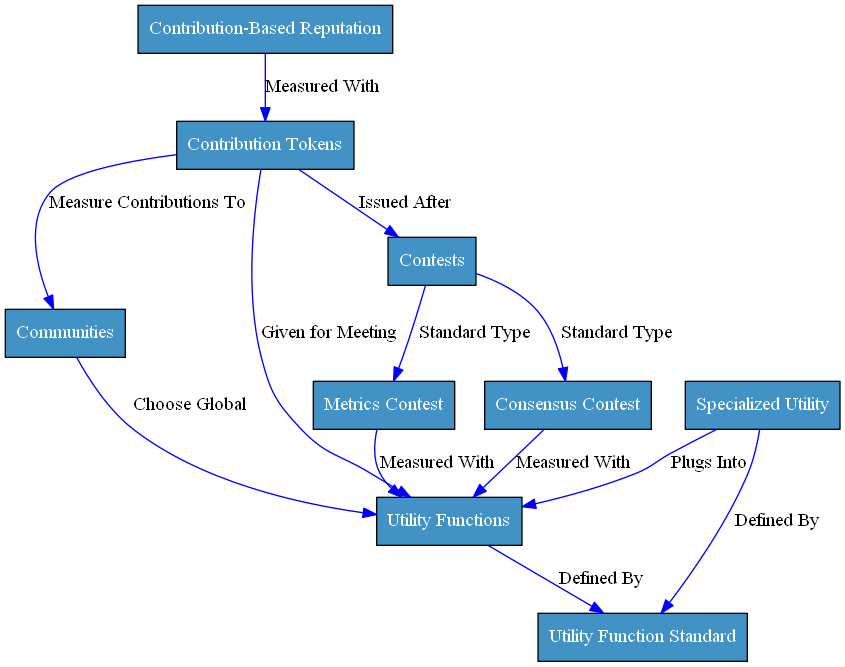 Contribution-Based Reputation
Measured With
Contribution Tokens
Measure Contributions To
Issued After
Contests
Communities
Given for Meeting
Standard Type
Standard Type
Choose Global
Metrics Contest
Consensus Contest
Specialized Utility
Measured With
Measured With
Plugs Into
Utility Functions
Defined By
Defined By
Utility Function Standard